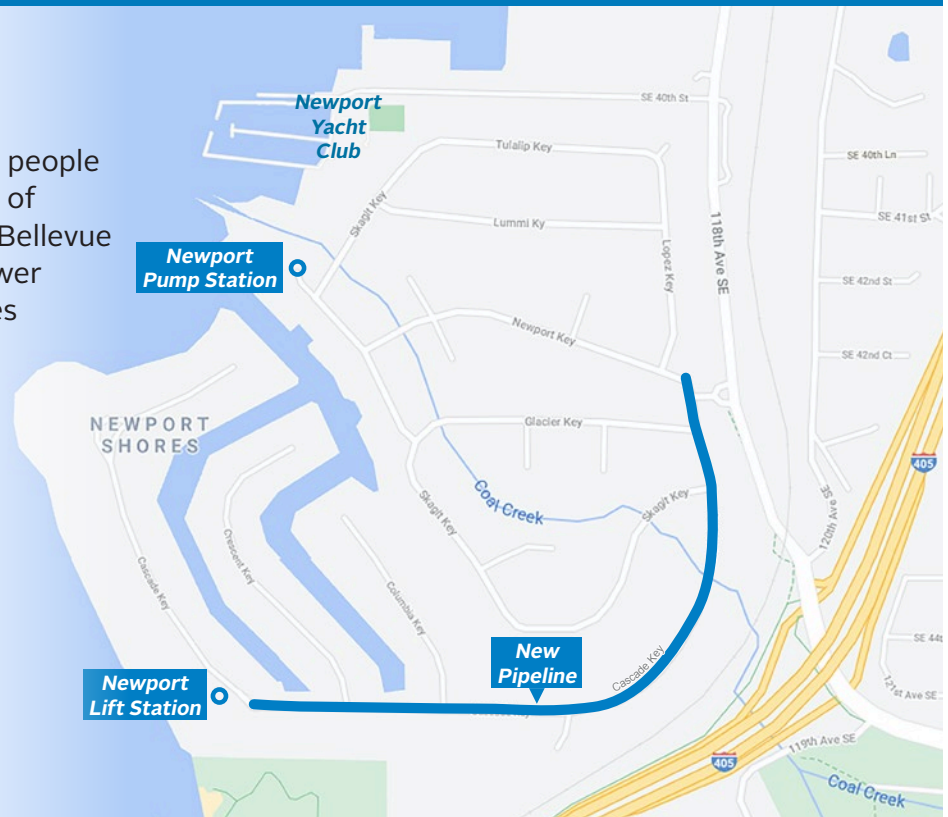 people
of
Bellevue
wer
es
Newport
Yacht
Club
SE 40th St
Tulalip Key
SE 40th Ln
Skagit Key
Lummi Ky
118th Ave SE
SE 41st St
Newport
Pump Station
Lopez Key
SE 42nd St
Newport Key
SE 42nd Ct
NEWPORT
SHORES
Glacier Key
405
Skagit Key
Coal Creek
Skagit Key
120th Ave SE
Cascade Key
Crescent Key
Columbia Key
SE 44t
New
Pipeline
Cascade Key
Newport
Lift Station
121st Ave SE
119th Ave SE
405
Coal Creek